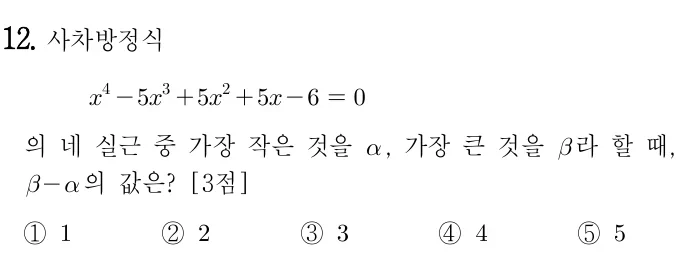 12. 사차방정식
x⁴－5x³＋5x²＋5x－6＝0
의 네 실근 중 가장 작은 것을 α, 가장 큰 것을 β라 할 때,
β－α의 값은? [3점]
① 1 ② 2 ③ 3 ④ 4 ⑤ 5